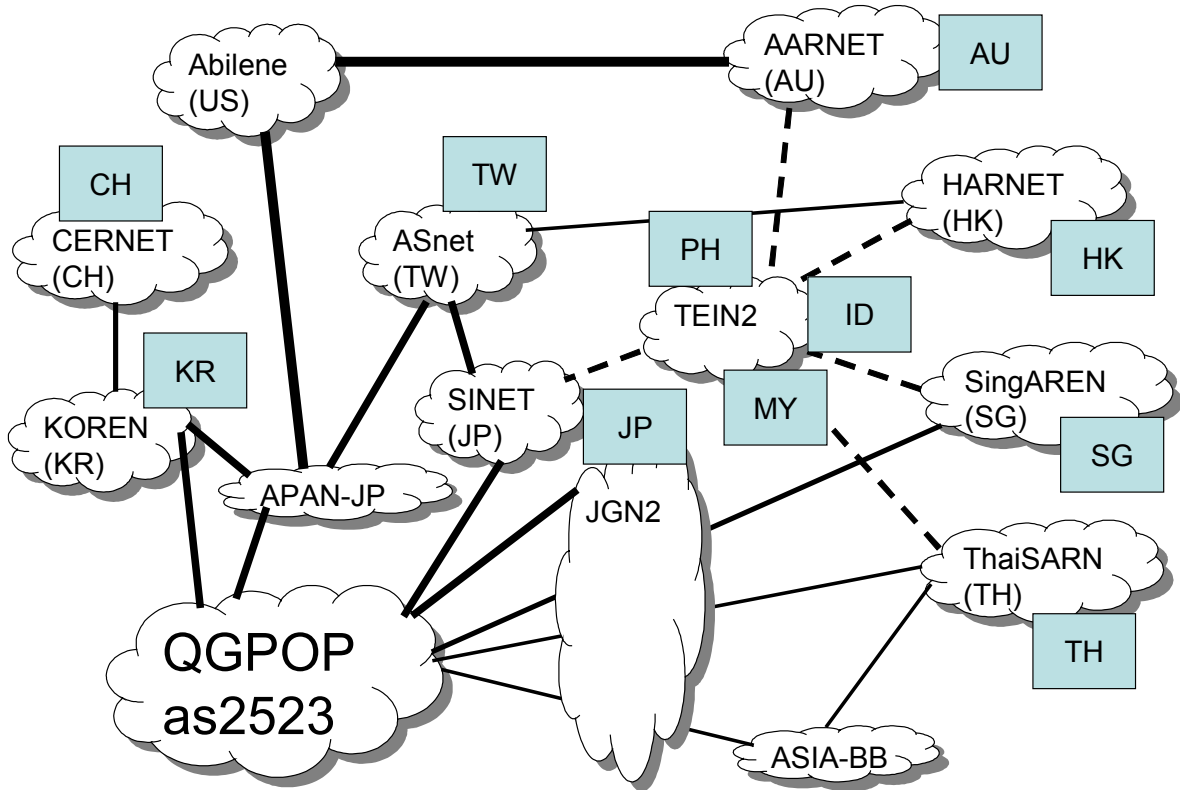 Abilene
(US)
AARNET
(AU)
AU
CH
CERNET
(CH)
TW
ASnet
(TW)
HARNET
(HK)
HK
PH
TEIN2
ID
MY
KR
KOREN
(KR)
SINET
(JP)
JP
JGN2
SingAREN
(SG)
SG
APAN-JP
ThaiSARN
(TH)
TH
QGPOP
as2523
ASIA-BB